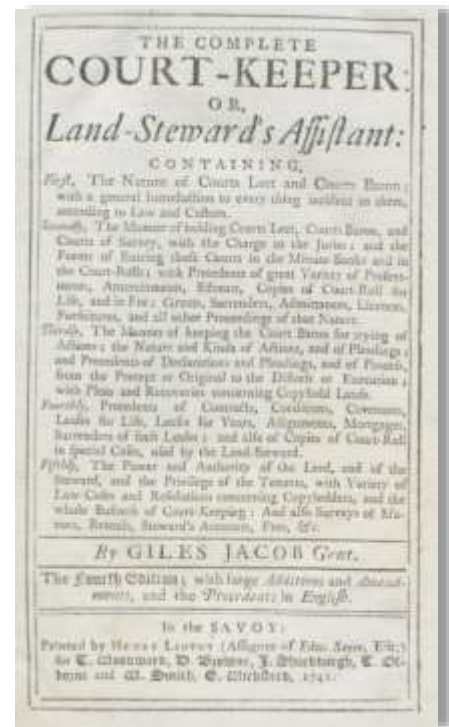 THE COMPLETE
COURT-KEEPER:
OR,
Land-Steward's Aſſiſtant:
CONTAINING,
Firſt, The Nature of Courts Leet and Courts Baron;
with a general Introduction to every thing incident to them,
according to Law and Cuſtom.
Secondly, The Manner of holding Courts Leet, Courts Baron, and
Courts of Survey, with the Charge to the Juries; and the
Forms of Entring theſe Courts in the Minute-Books and in
the Court-Rolls; with Precedents of great Variety of Preſent-
ments, Amerciaments, Copies of Court-Roll for
Life, and in Fee; Grants, Surrenders, Admittances, Licences,
Forfeitures, and all other Proceedings of that Nature.
Thirdly, The Manner of keeping the Court Baron for trying of
Actions; the Nature and Kinds of Actions, and of Pleadings;
and Precedents of Declarations and Pleadings, and of Proceſs,
from the Precept or Original to the Diſtreſs or Execution;
with Plaints and Recoveries concerning Copyhold Lands.
Fourthly, Precedents of Contracts, Conditions, Covenants,
Leaſes for Life, Leaſes for Years, Aſſignments, Mortgages,
Surrenders of ſuch Leaſes; and alſo of Copies of Court-Roll
in ſpecial Caſes, uſed by the Land-Steward.
Fifthly, The Power and Authority of the Lord, and of the
Steward, and the Privilege of the Tenants, with Variety of
Law Caſes and Reſolutions concerning Copyholders, and the
whole Buſineſs of Court-Keeping: And alſo Surveys of Ma-
nors, Rentals, Steward's Accounts, Fees, &c.
By GILES JACOB Gent.
The Fourth Edition; with large Additions and Amend-
ments, and the Precedents in Engliſh.
In the SAVOY:
Printed by HENRY LINTOT (Aſſignee of Edw. Sayer, Eſq;)
for T. Woodward, D. Browne, J. Shuckburgh, T. Oſ-
borne and W. Smith, E. Wickſteed, 1741.